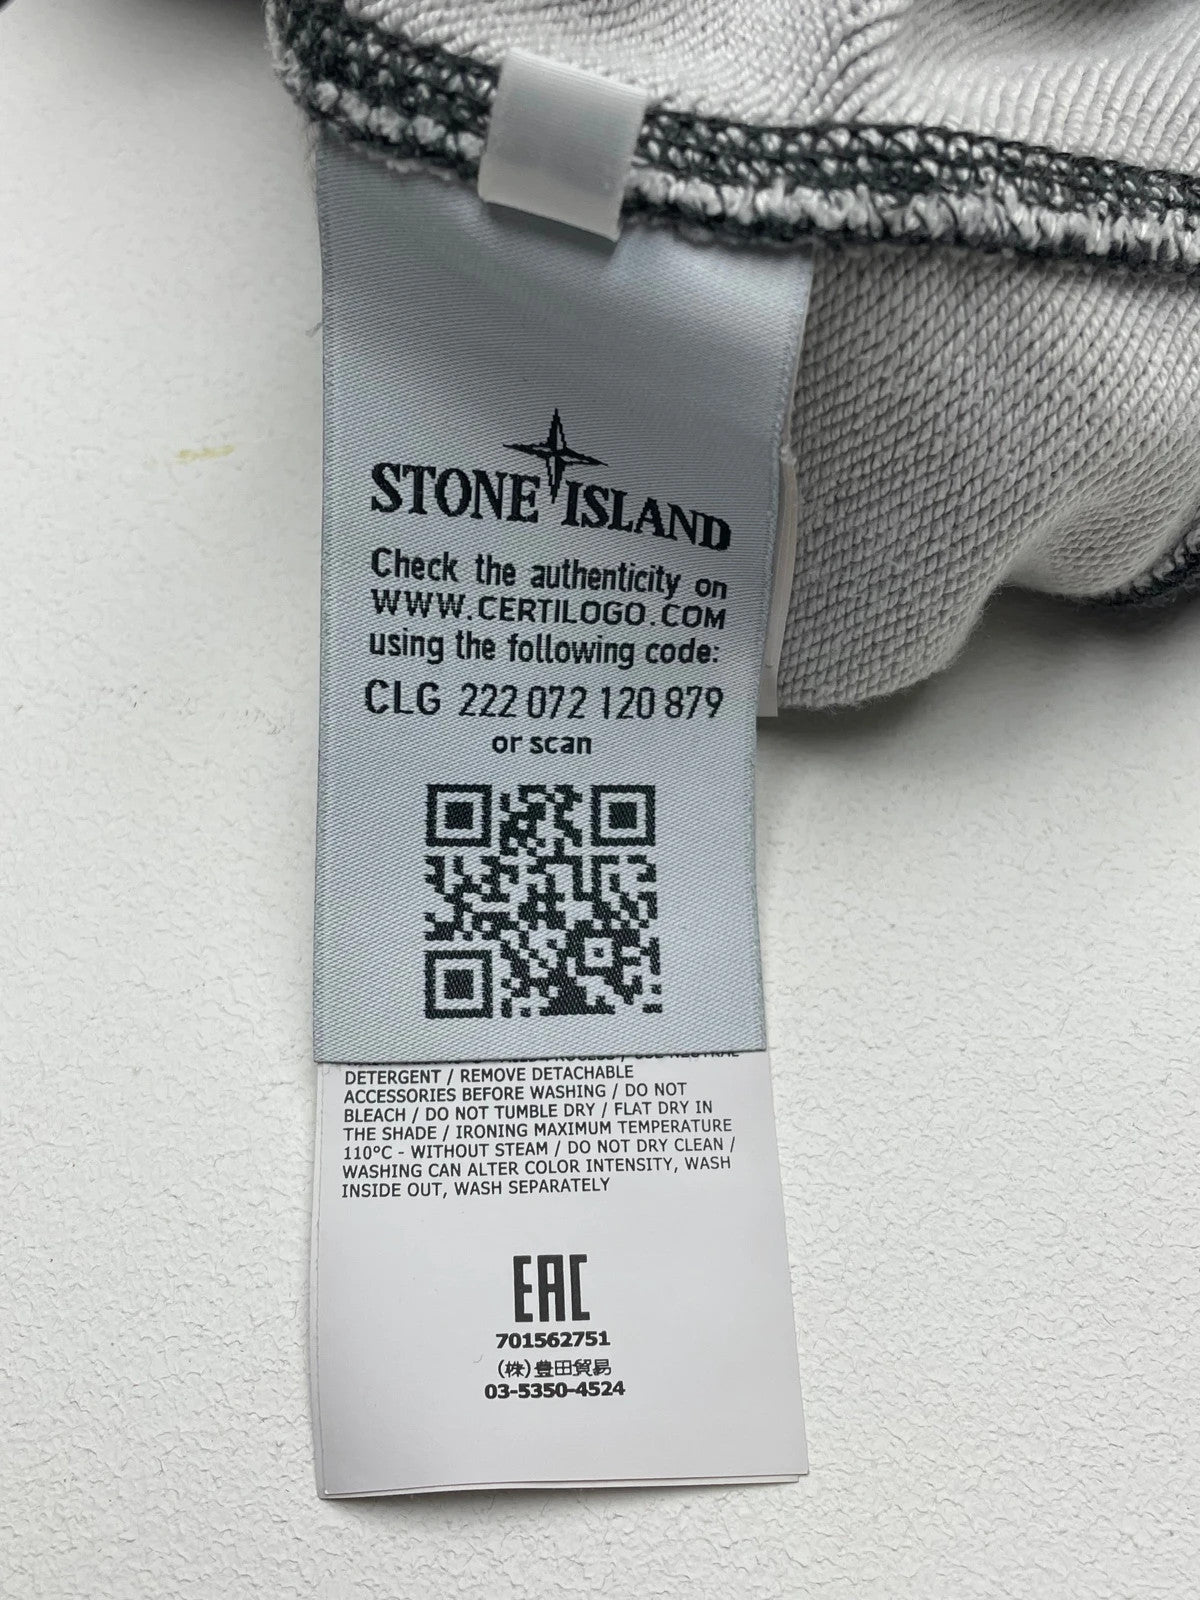 STONE ISLAND
Check the authenticity on
WWW.CERTILOGO.COM
using the following code:
CLG 222 072 120 879
or scan
DETERGENT / REMOVE DETACHABLE
ACCESSORIES BEFORE WASHING / DO NOT
BLEACH / DO NOT TUMBLE DRY / FLAT DRY IN
THE SHADE / IRONING MAXIMUM TEMPERATURE
110°C - WITHOUT STEAM / DO NOT DRY CLEAN /
WASHING CAN ALTER COLOR INTENSITY, WASH
INSIDE OUT, WASH SEPARATELY
EAC
701562751
(株)豊田貿易
03-5350-4524